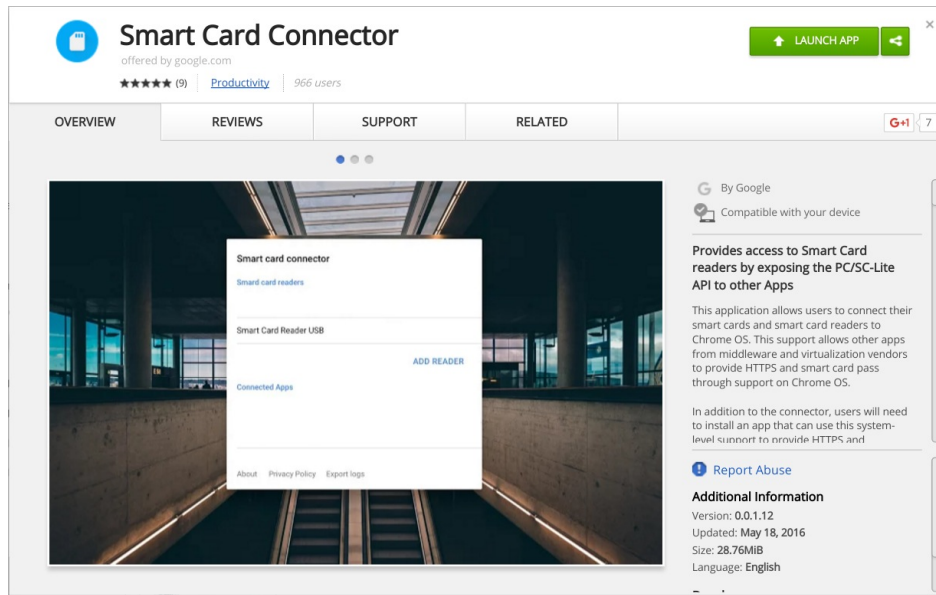 Smart Card Connector
offered by google.com
(9) Productivity 966 users
LAUNCH APP
OVERVIEW REVIEWS SUPPORT RELATED
G+1 7
Smart card connector
Smard card readers
Smart Card Reader USB
ADD READER
Connected Apps
About Privacy Policy Export logs
G By Google
Compatible with your device
Provides access to Smart Card
readers by exposing the PC/SC-Lite
API to other Apps
This application allows users to connect their
smart cards and smart card readers to
Chrome OS. This support allows other apps
from middleware and virtualization vendors
to provide HTTPS and smart card pass
through support on Chrome OS.
In addition to the connector, users will need
to install an app that can use this system-
level support to provide HTTPS and
Report Abuse
Additional Information
Version: 0.0.1.12
Updated: May 18, 2016
Size: 28.76MiB
Language: English